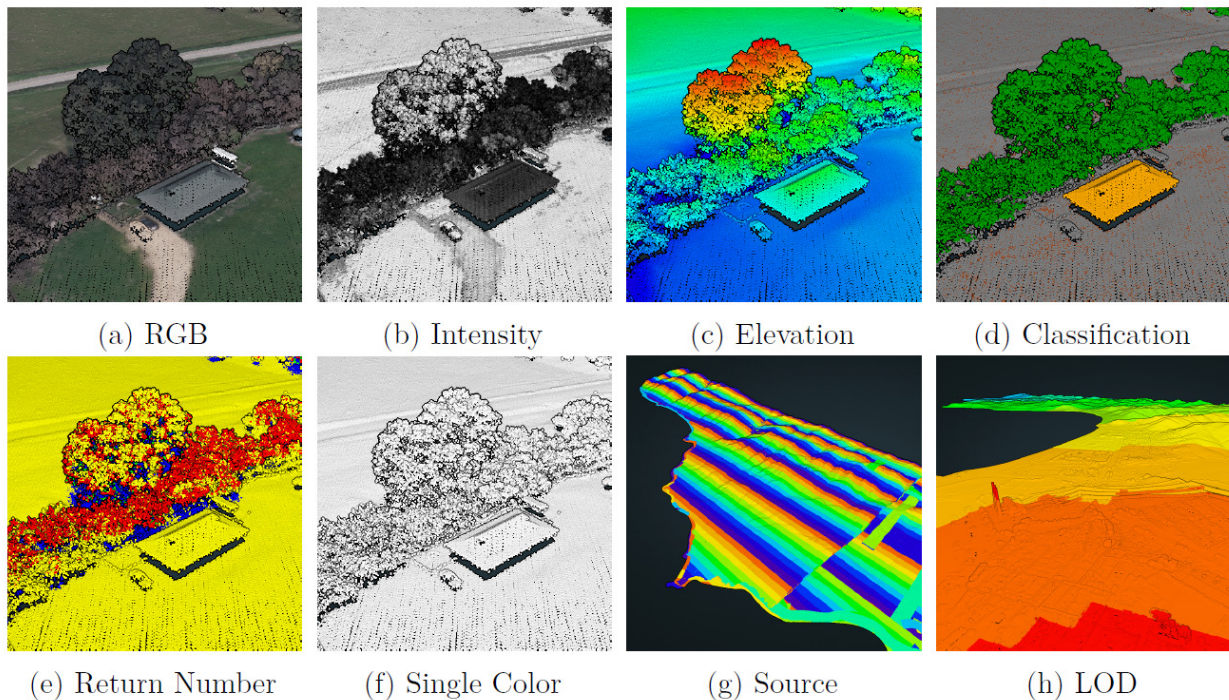 (a) RGB
(b) Intensity
(c) Elevation
(d) Classification
(e) Return Number
(f) Single Color
(g) Source
(h) LOD